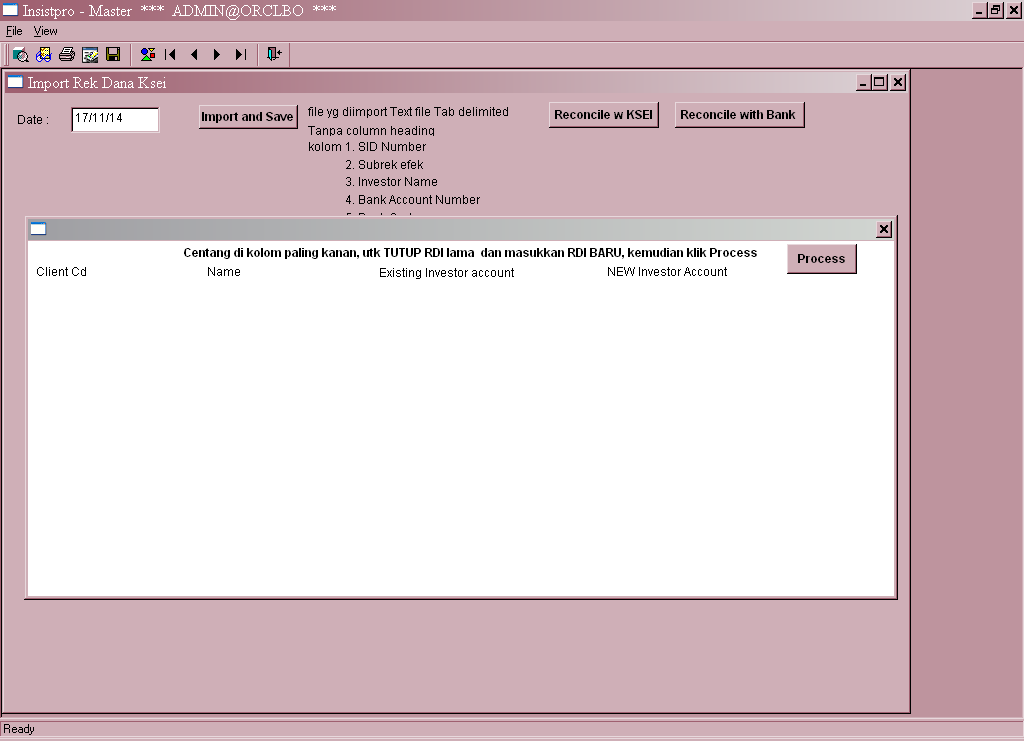 Insistpro - Master *** ADMIN@ORCLBO ***
File View
Import Rek Dana Ksei
Date : 17/11/14 Import and Save file yg diimport Text file Tab delimited Reconcile w KSEI Reconcile with Bank
Tanpa column heading
kolom 1. SID Number
2. Subrek efek
3. Investor Name
4. Bank Account Number
Centang di kolom paling kanan, utk TUTUP RDI lama dan masukkan RDI BARU, kemudian klik Process Process
Client Cd Name Existing Investor account NEW Investor Account
Ready